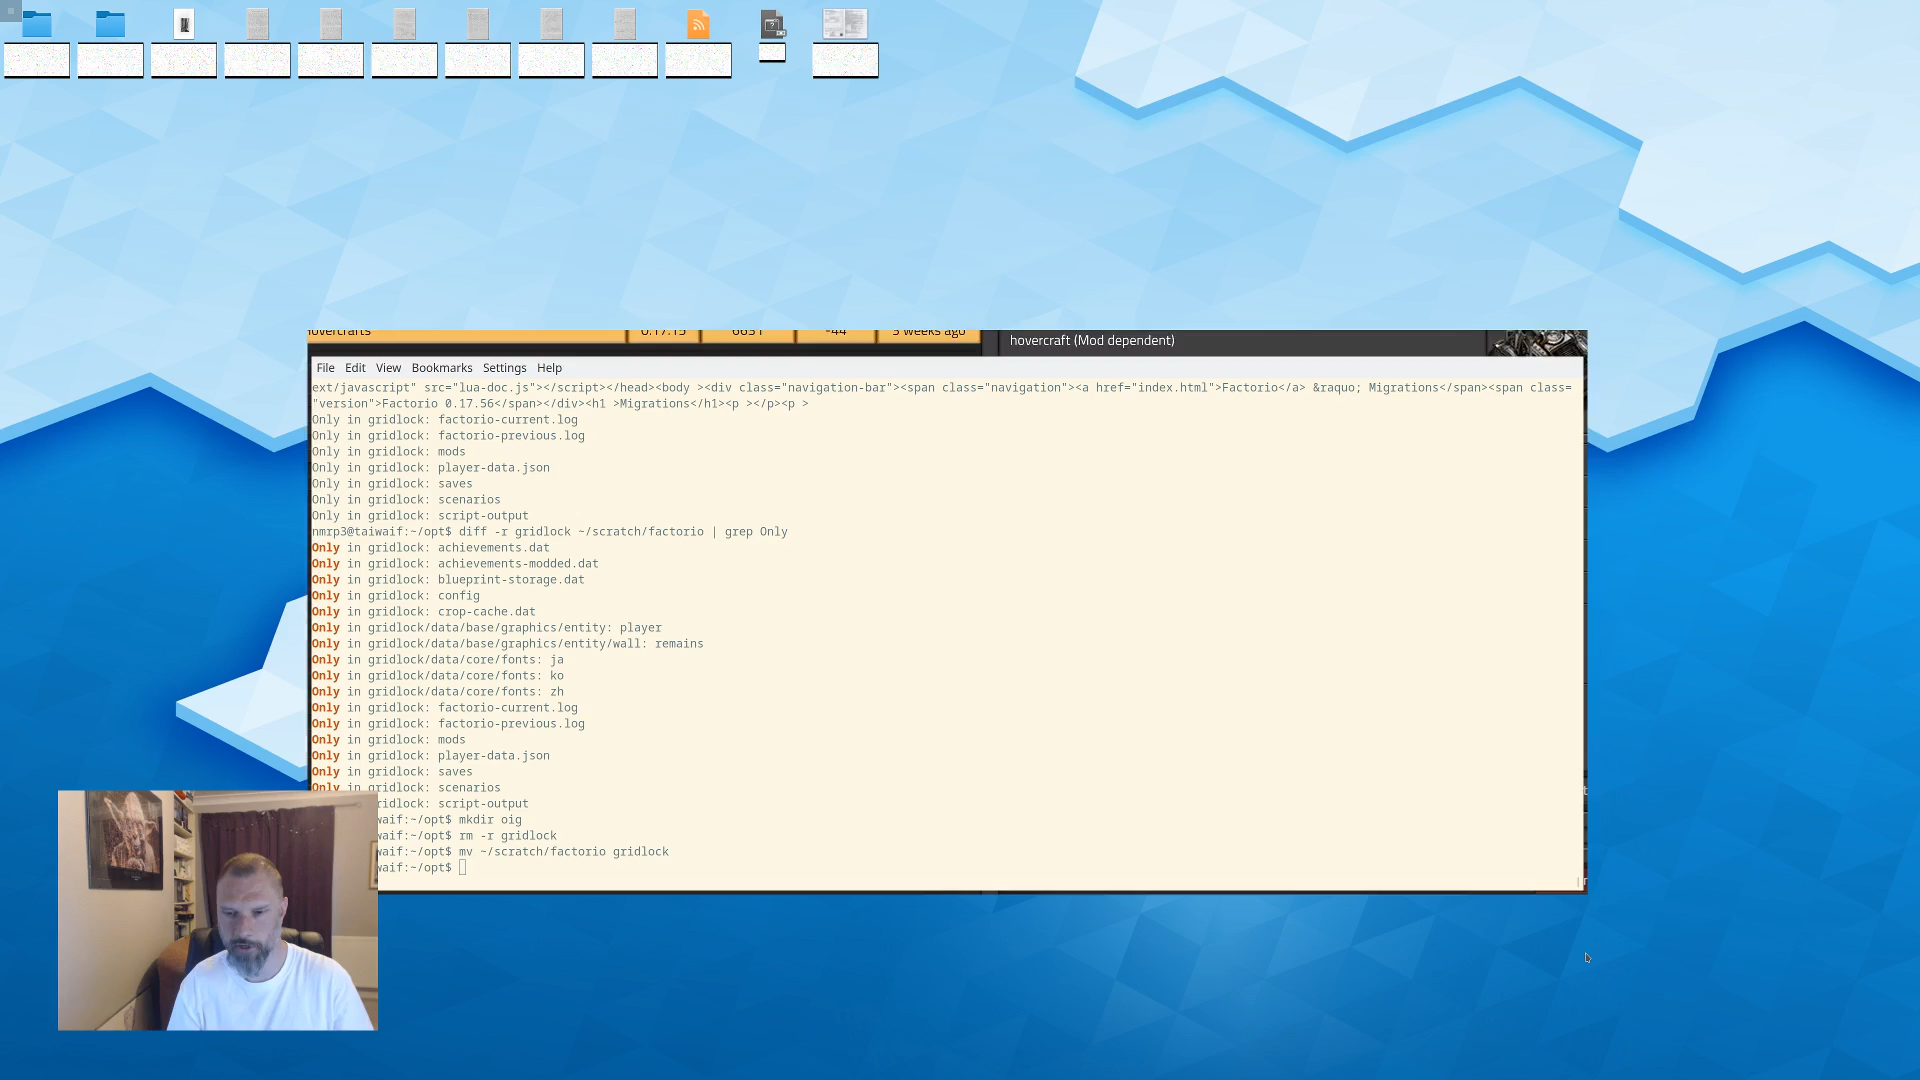 hovercrafts 0.17.15 6631 -44 3 weeks ago
hovercraft (Mod dependent)
File Edit View Bookmarks Settings Help
ext/javascript" src="lua-doc.js"></script></head><body ><div class="navigation-bar"><span class="navigation"><a href="index.html">Factorio</a> &raquo; Migrations</span><span class=
"version">Factorio 0.17.56</span></div><h1 >Migrations</h1><p ></p><p >
Only in gridlock: factorio-current.log
Only in gridlock: factorio-previous.log
Only in gridlock: mods
Only in gridlock: player-data.json
Only in gridlock: saves
Only in gridlock: scenarios
Only in gridlock: script-output
nmrp3@taiwaif:~/opt$ diff -r gridlock ~/scratch/factorio | grep Only
Only in gridlock: achievements.dat
Only in gridlock: achievements-modded.dat
Only in gridlock: blueprint-storage.dat
Only in gridlock: config
Only in gridlock: crop-cache.dat
Only in gridlock/data/base/graphics/entity: player
Only in gridlock/data/base/graphics/entity/wall: remains
Only in gridlock/data/core/fonts: ja
Only in gridlock/data/core/fonts: ko
Only in gridlock/data/core/fonts: zh
Only in gridlock: factorio-current.log
Only in gridlock: factorio-previous.log
Only in gridlock: mods
Only in gridlock: player-data.json
Only in gridlock: saves
Only in gridlock: scenarios
gridlock: script-output
waif:~/opt$ mkdir oig
waif:~/opt$ rm -r gridlock
waif:~/opt$ mv ~/scratch/factorio gridlock
waif:~/opt$